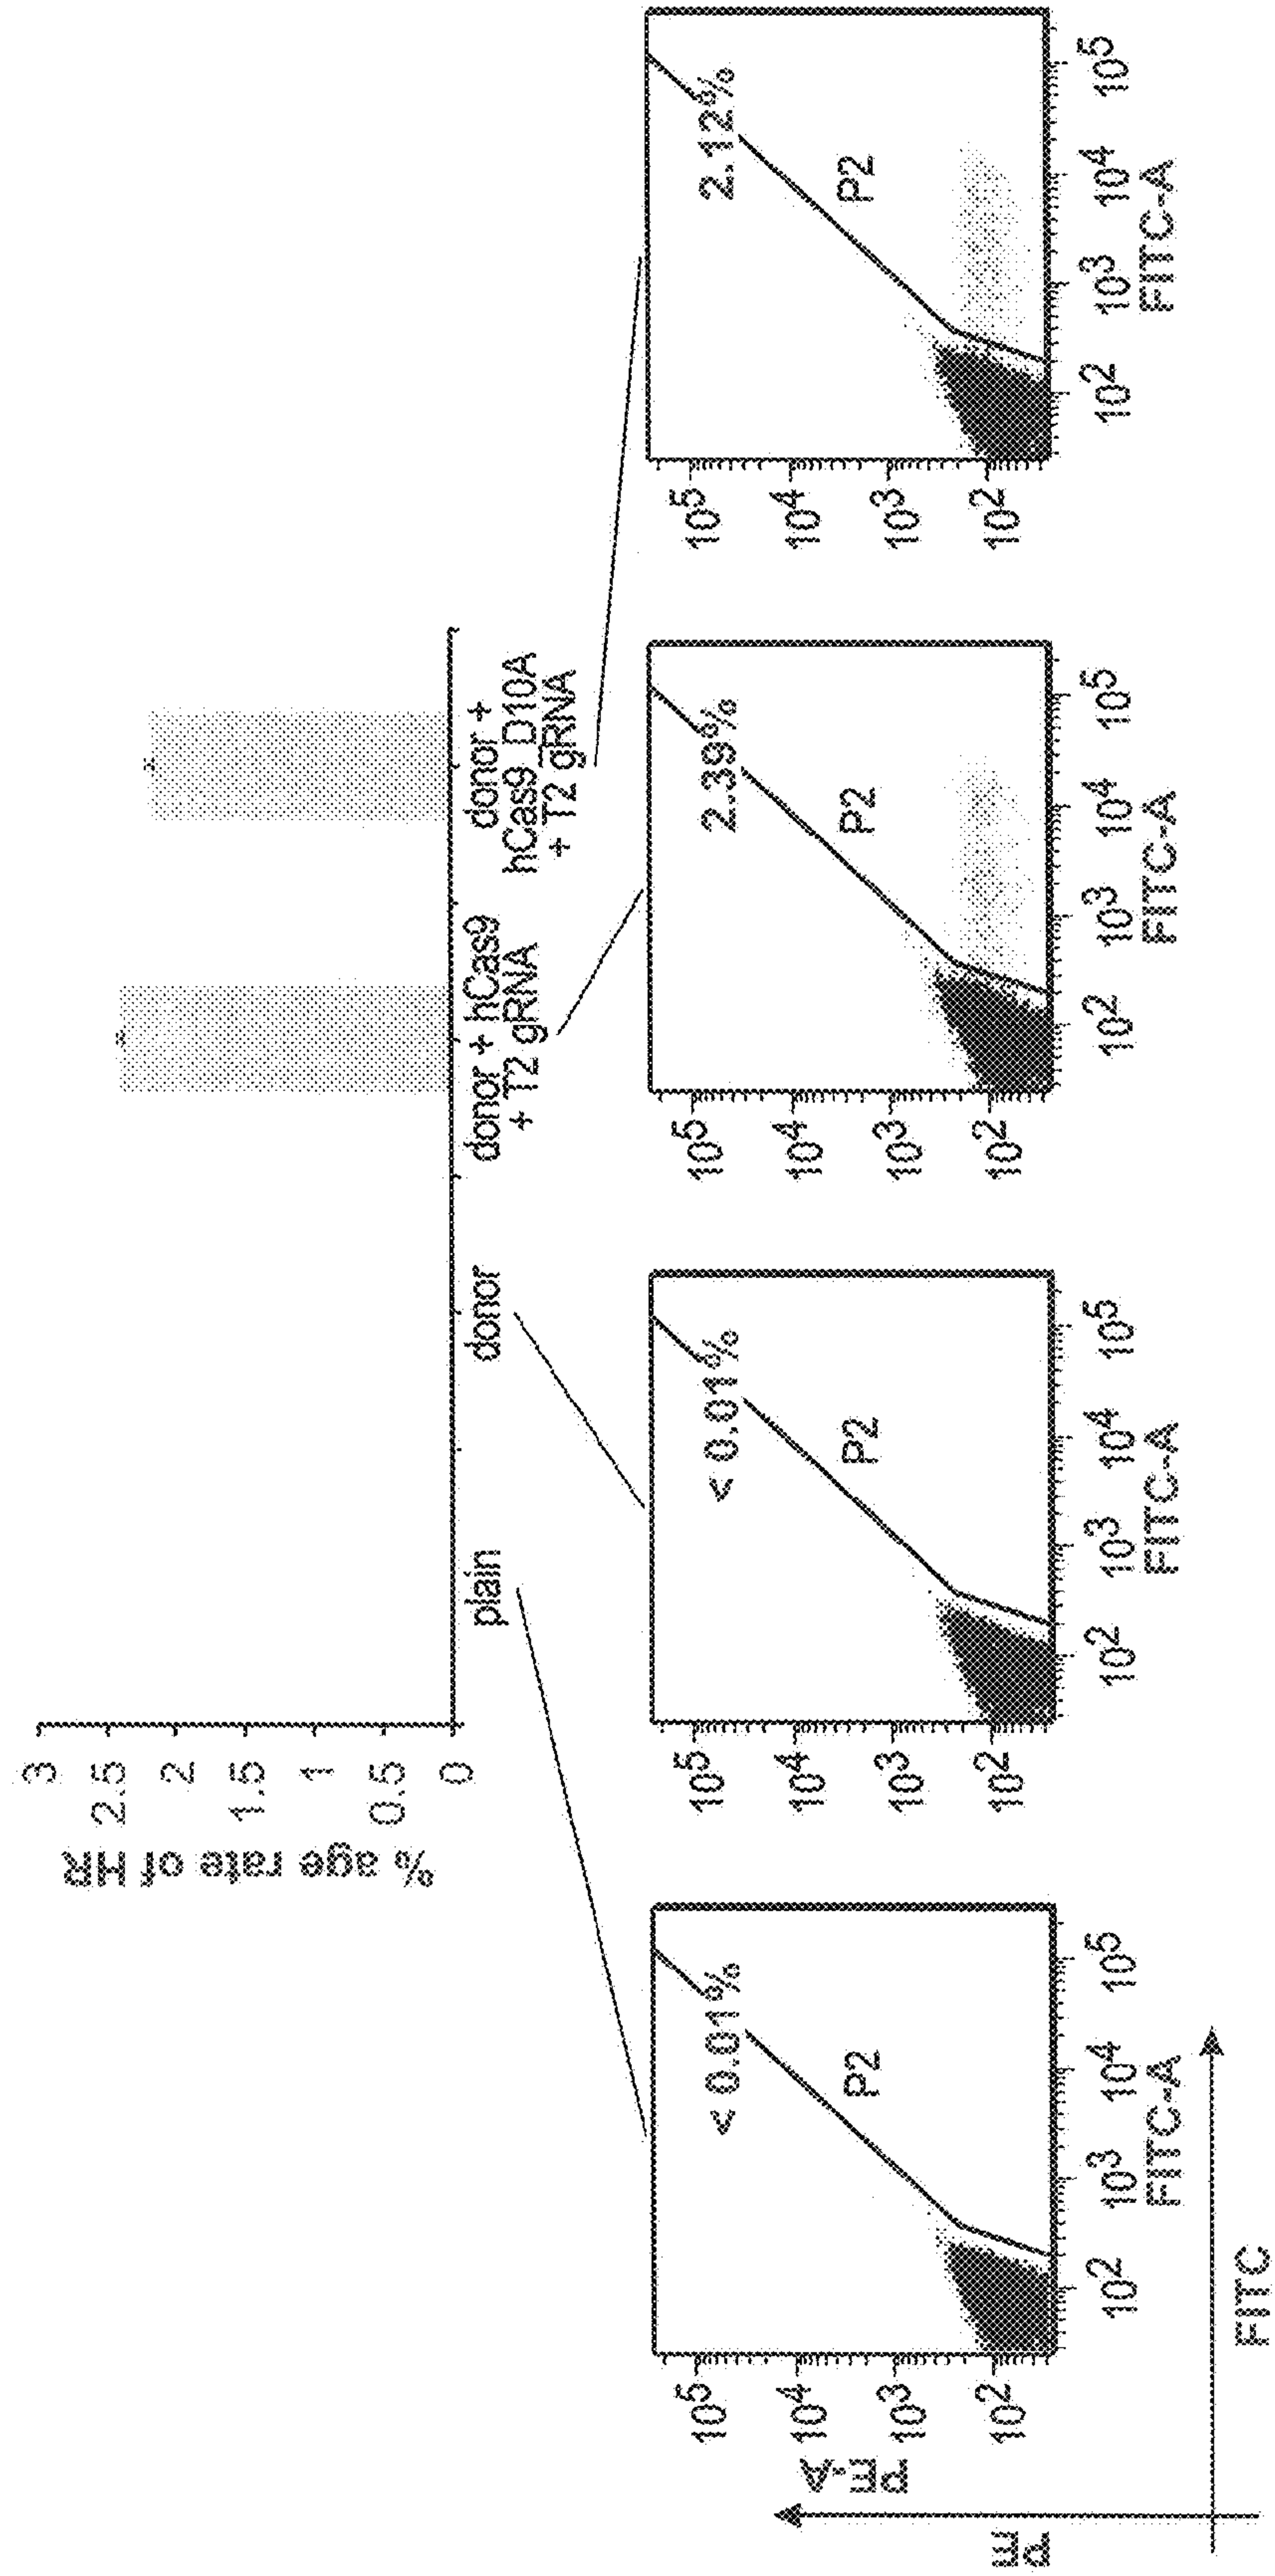 % age rate of HR
3
2.5
2
1.5
1
0.5
0
plain
donor
donor + hCas9
+ T2 gRNA
donor +
hCas9_D10A
+ T2 gRNA
PE
PE-A
10^5
10^4
10^3
10^2
< 0.01%
P2
10^2 10^3 10^4 10^5
FITC-A
10^5
10^4
10^3
10^2
< 0.01%
P2
10^2 10^3 10^4 10^5
FITC-A
10^5
10^4
10^3
10^2
2.39%
P2
10^2 10^3 10^4 10^5
FITC-A
10^5
10^4
10^3
10^2
2.12%
P2
10^2 10^3 10^4 10^5
FITC-A
FITC